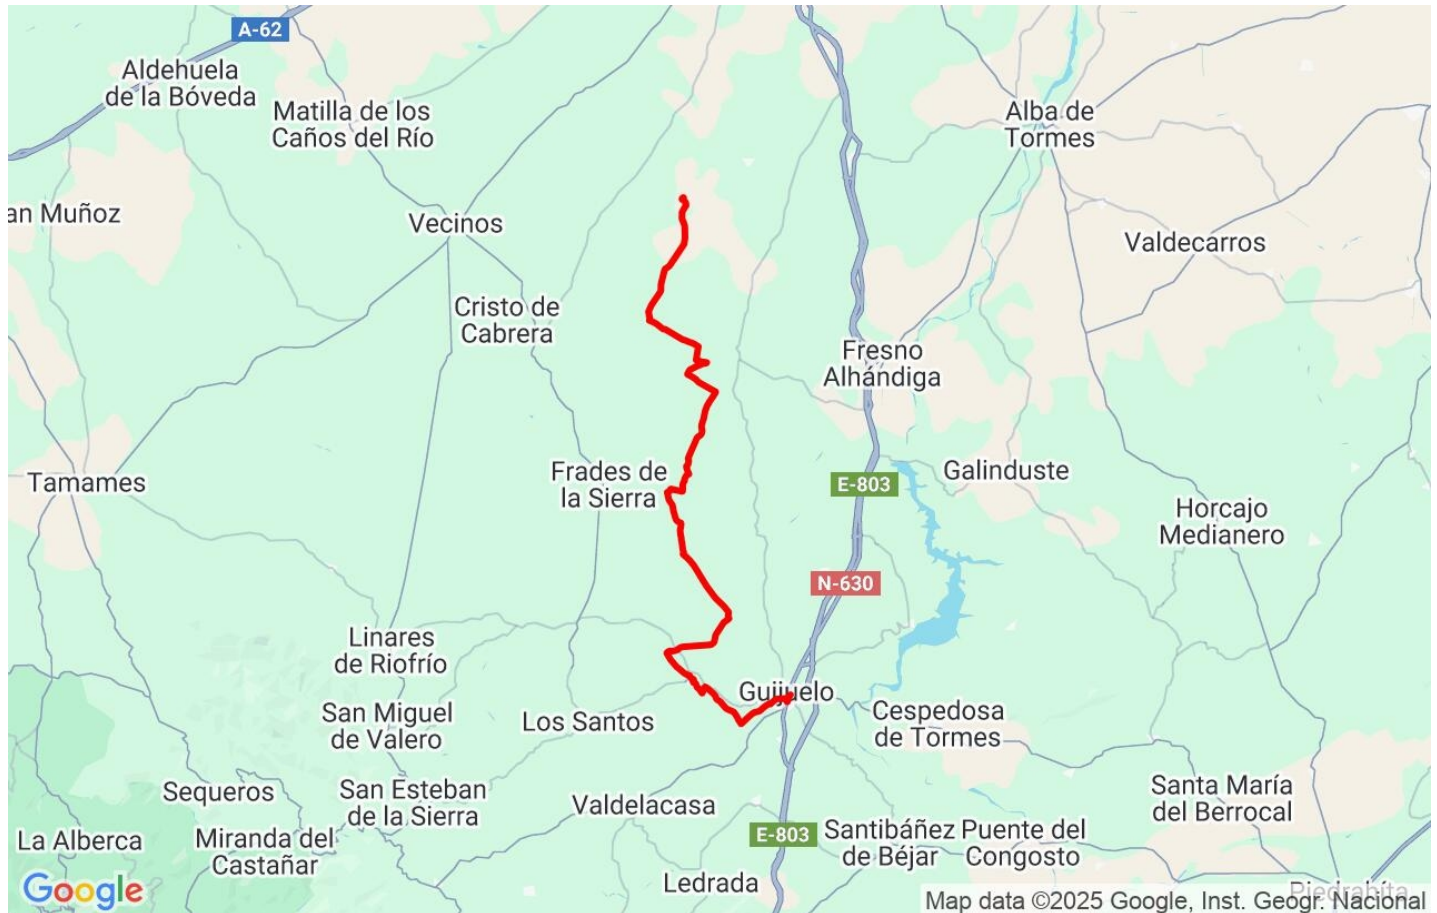 A-62
Aldehuela
de la Bóveda
Matilla de los
Caños del Río
Alba de
Tormes
an Muñoz
Vecinos
Valdecarros
Cristo de
Cabrera
Fresno
Alhándiga
Frades de
la Sierra
Tamames
E-803
Galinduste
Horcajo
Medianero
N-630
Linares
de Riofrío
Guijuelo
San Miguel
de Valero
Los Santos
Cespedosa
de Tormes
Sequeros
San Esteban
de la Sierra
Valdelacasa
Santa María
del Berrocal
La Alberca
Miranda del
Castañar
E-803
Santibáñez
de Béjar
Puente del
Congosto
Ledrada
Piedrahíta
Google
Map data ©2025 Google, Inst. Geogr. Nacional